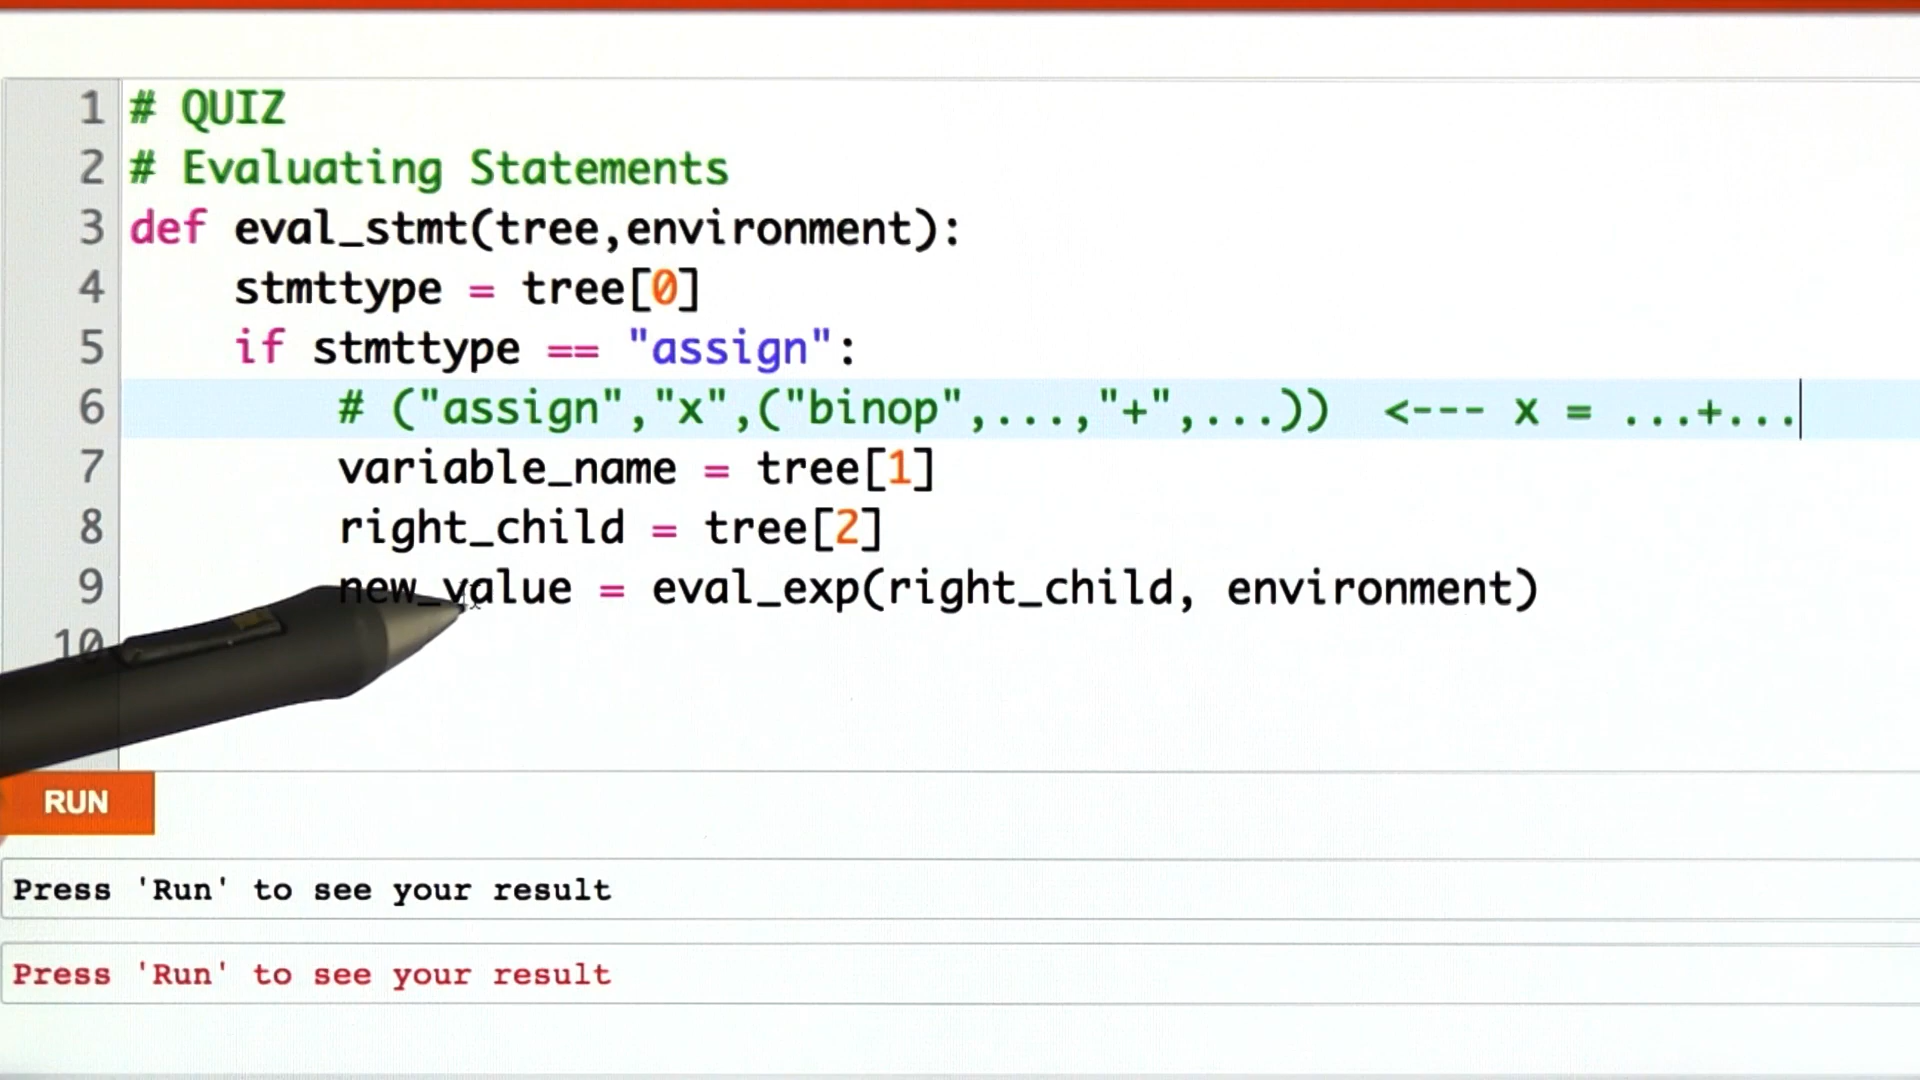 1 # QUIZ
2 # Evaluating Statements
3 def eval_stmt(tree,environment):
4 stmttype = tree[0]
5 if stmttype == "assign":
6 # ("assign","x",("binop",...,"+",...)) <--- x = ...+...
7 variable_name = tree[1]
8 right_child = tree[2]
9 new_value = eval_exp(right_child, environment)
10
RUN
Press 'Run' to see your result
Press 'Run' to see your result